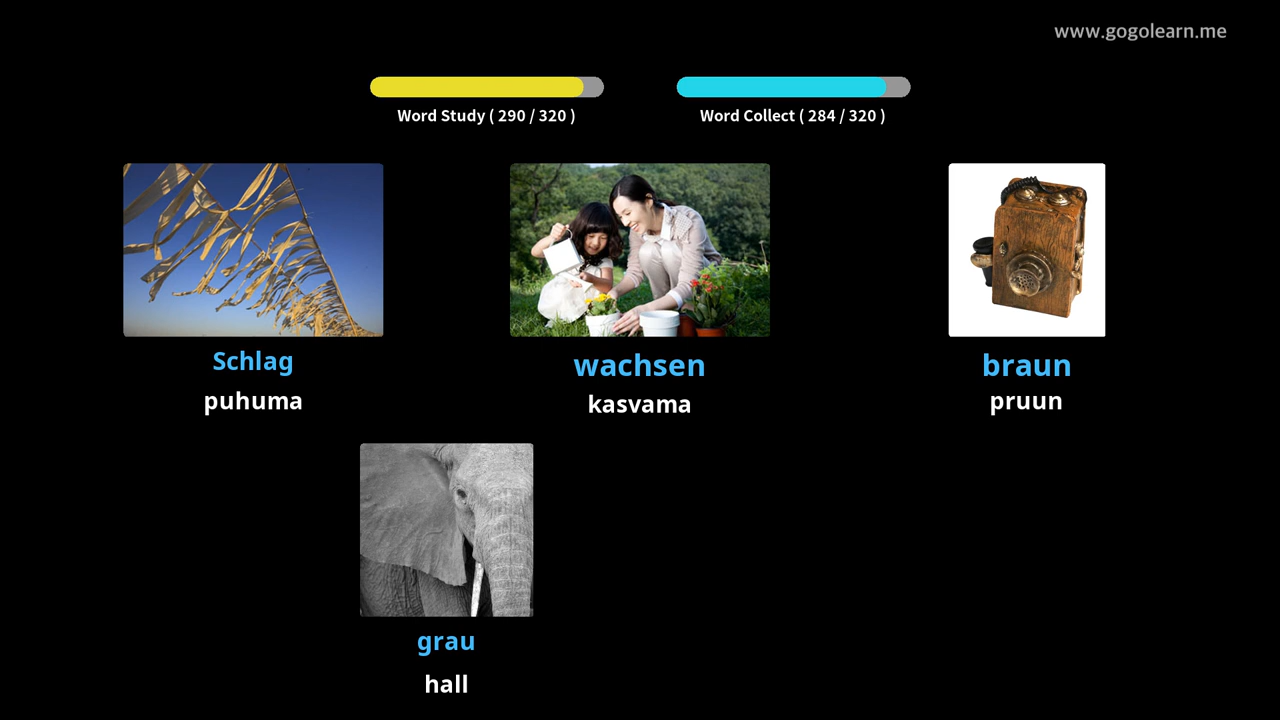 www.gogolearn.me
Word Study ( 290 / 320 )
Word Collect ( 284 / 320 )
Schlag
puhuma
wachsen
kasvama
braun
pruun
grau
hall